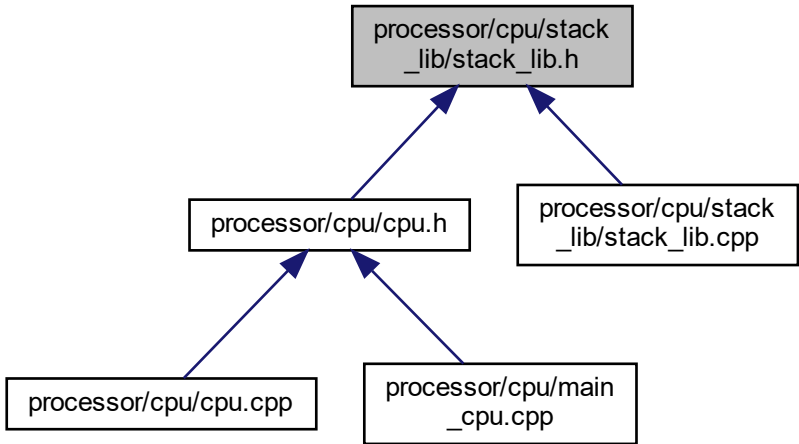 processor/cpu/stack
_lib/stack_lib.h
processor/cpu/cpu.h
processor/cpu/stack
_lib/stack_lib.cpp
processor/cpu/cpu.cpp
processor/cpu/main
_cpu.cpp